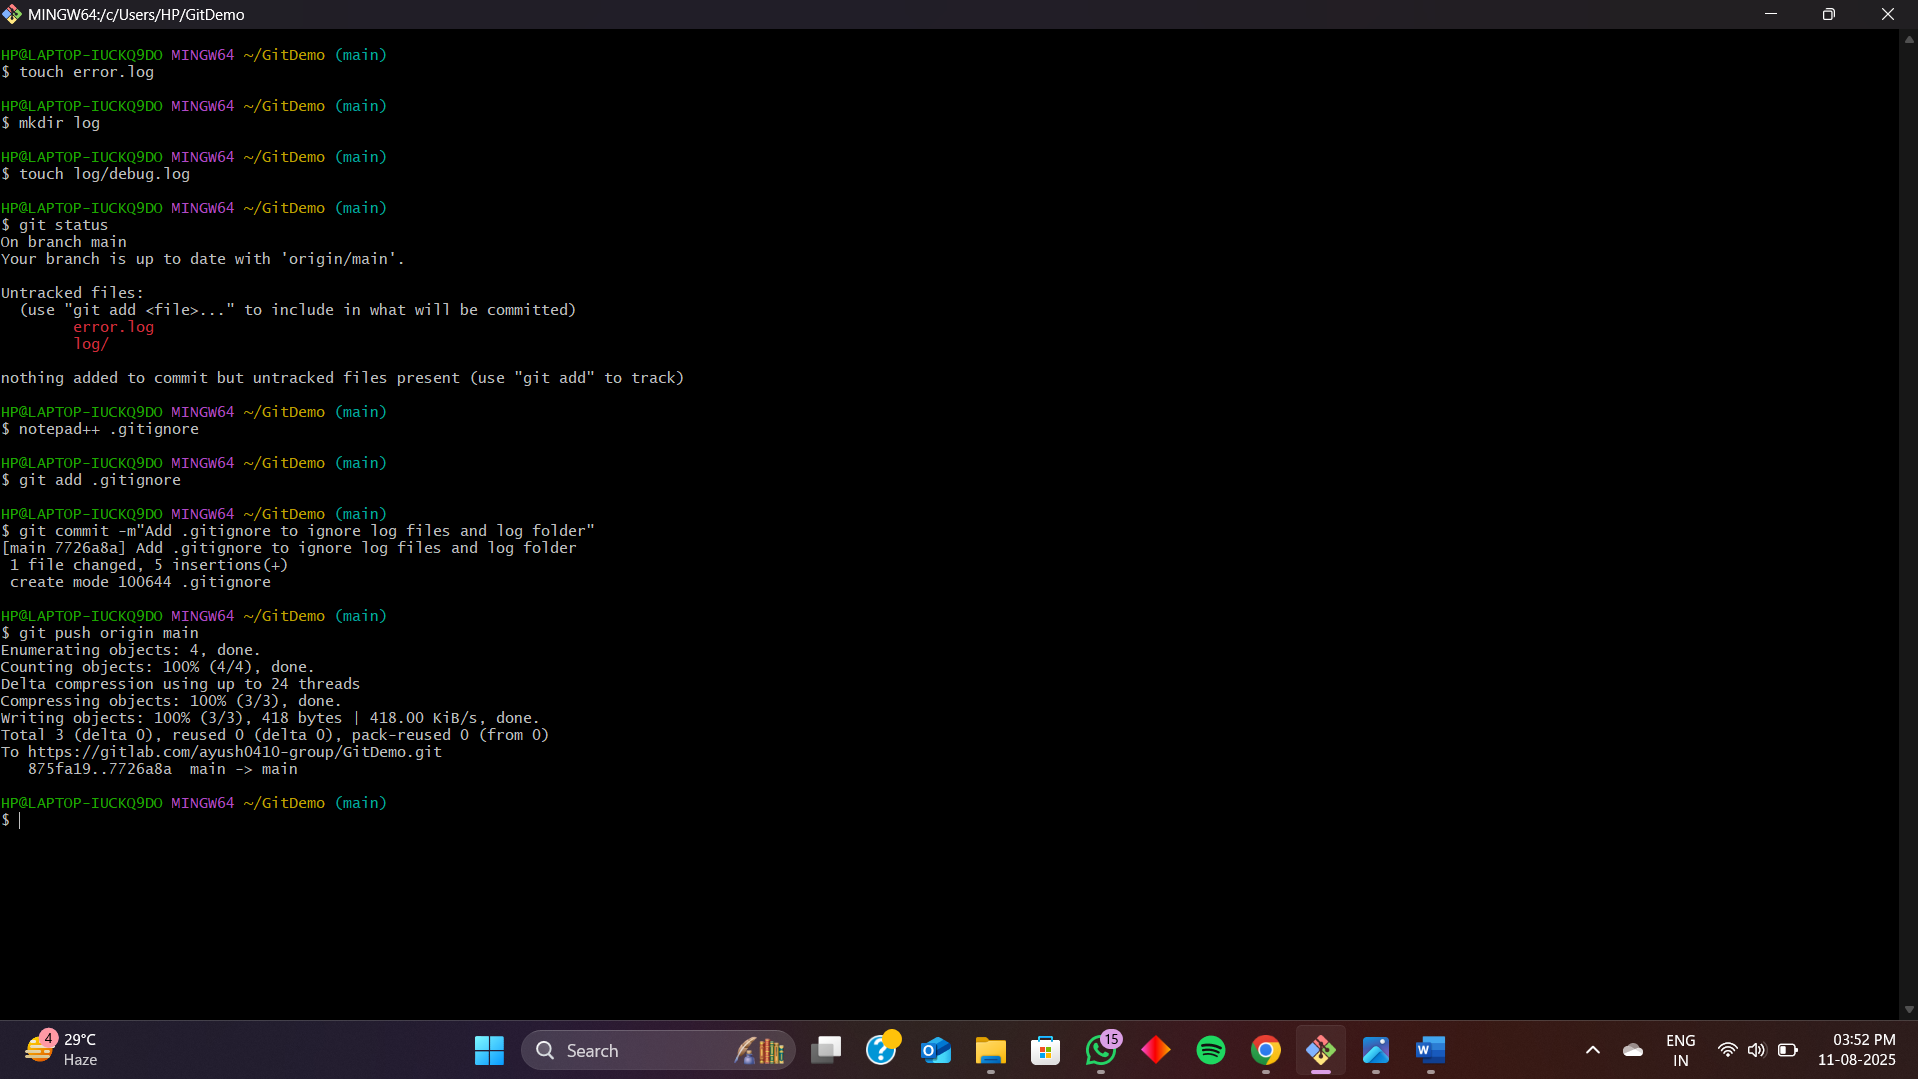 MINGW64:/c/Users/HP/GitDemo
HP@LAPTOP-IUCKQ9DO MINGW64 ~/GitDemo (main)
$ touch error.log
HP@LAPTOP-IUCKQ9DO MINGW64 ~/GitDemo (main)
$ mkdir log
HP@LAPTOP-IUCKQ9DO MINGW64 ~/GitDemo (main)
$ touch log/debug.log
HP@LAPTOP-IUCKQ9DO MINGW64 ~/GitDemo (main)
$ git status
On branch main
Your branch is up to date with 'origin/main'.
Untracked files:
  (use "git add <file>..." to include in what will be committed)
        error.log
        log/
nothing added to commit but untracked files present (use "git add" to track)
HP@LAPTOP-IUCKQ9DO MINGW64 ~/GitDemo (main)
$ notepad++ .gitignore
HP@LAPTOP-IUCKQ9DO MINGW64 ~/GitDemo (main)
$ git add .gitignore
HP@LAPTOP-IUCKQ9DO MINGW64 ~/GitDemo (main)
$ git commit -m"Add .gitignore to ignore log files and log folder"
[main 7726a8a] Add .gitignore to ignore log files and log folder
 1 file changed, 5 insertions(+)
 create mode 100644 .gitignore
HP@LAPTOP-IUCKQ9DO MINGW64 ~/GitDemo (main)
$ git push origin main
Enumerating objects: 4, done.
Counting objects: 100% (4/4), done.
Delta compression using up to 24 threads
Compressing objects: 100% (3/3), done.
Writing objects: 100% (3/3), 418 bytes | 418.00 KiB/s, done.
Total 3 (delta 0), reused 0 (delta 0), pack-reused 0 (from 0)
To https://gitlab.com/ayush0410-group/GitDemo.git
   875fa19..7726a8a  main -> main
HP@LAPTOP-IUCKQ9DO MINGW64 ~/GitDemo (main)
$
4
29°C
Haze
Search
15
ENG
IN
03:52 PM
11-08-2025